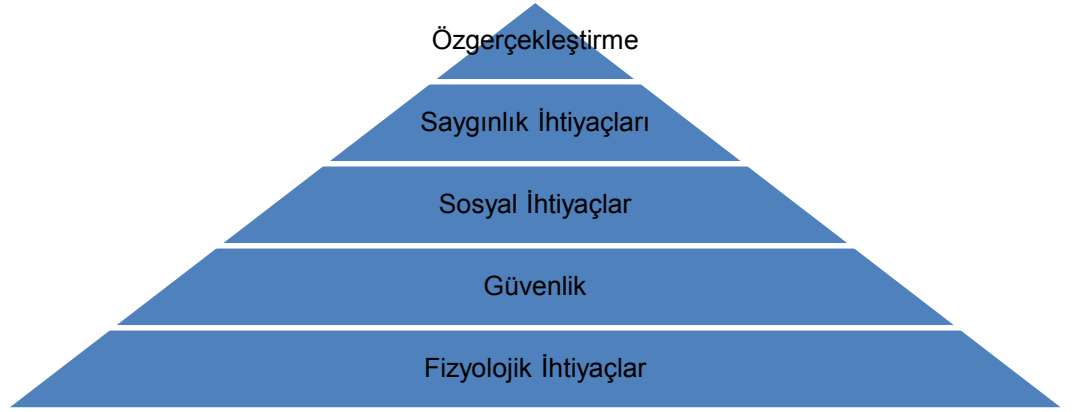 Özgerçekleştirme
Saygınlık İhtiyaçları
Sosyal İhtiyaçlar
Güvenlik
Fizyolojik İhtiyaçlar